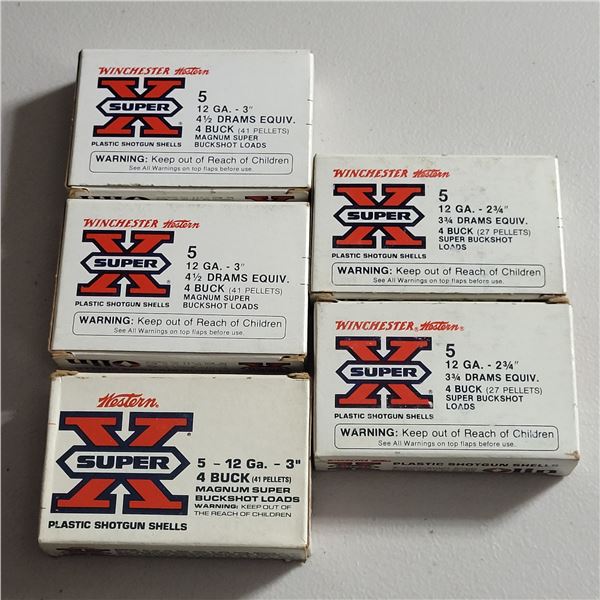 WINCHESTER Western
X
SUPER
PLASTIC SHOTGUN SHELLS
5
12 GA. - 3"
4½ DRAMS EQUIV.
4 BUCK (41 PELLETS)
MAGNUM SUPER
BUCKSHOT LOADS
WARNING: Keep out of Reach of Children
See All Warnings on top flaps before use.
WINCHESTER Western
X
SUPER
PLASTIC SHOTGUN SHELLS
5
12 GA. - 3"
4½ DRAMS EQUIV.
4 BUCK (41 PELLETS)
MAGNUM SUPER
BUCKSHOT LOADS
WARNING: Keep out of Reach of Children
See All Warnings on top flaps before use.
Western
X
SUPER
PLASTIC SHOTGUN SHELLS
5 - 12 Ga. - 3"
4 BUCK (41 PELLETS)
MAGNUM SUPER
BUCKSHOT LOADS
WARNING: KEEP OUT OF
THE REACH OF CHILDREN
WINCHESTER Western
X
SUPER
PLASTIC SHOTGUN SHELLS
5
12 GA. - 2¾"
3¾ DRAMS EQUIV.
4 BUCK (27 PELLETS)
SUPER BUCKSHOT
LOADS
WARNING: Keep out of Reach of Children
See All Warnings on top flaps before use.
WINCHESTER® Western®
X
SUPER
PLASTIC SHOTGUN SHELLS
5
12 GA. - 2¾"
3¾ DRAMS EQUIV.
4 BUCK (27 PELLETS)
SUPER BUCKSHOT
LOADS
WARNING: Keep out of Reach of Children
See All Warnings on top flaps before use.
PLASTIC SHOTGUN SHELLS